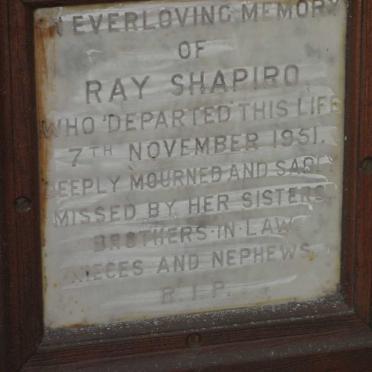 IN EVERLOVING MEMORY
OF
RAY SHAPIRO
WHO DEPARTED THIS LIFE
7TH NOVEMBER 1951.
DEEPLY MOURNED AND SADLY
MISSED BY HER SISTERS,
BROTHERS-IN-LAW
NIECES AND NEPHEWS.
R.I.P.